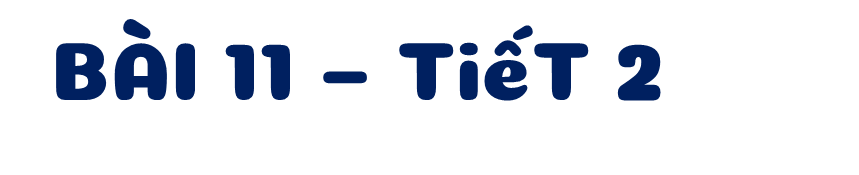 BÀI 11 – TiếT 2